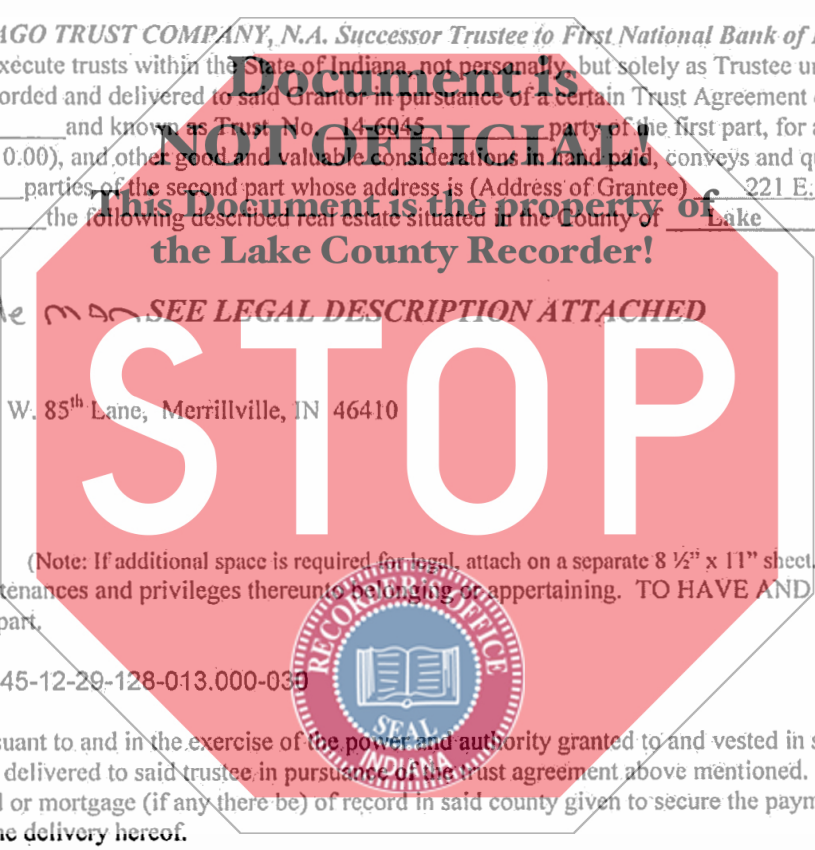 AGO TRUST COMPANY, N.A. Successor Trustee to First National Bank of
xecute trusts within the State of Indiana, not personally, but solely as Trustee un
Document is
orded and delivered to said Grantor in pursuance of a certain Trust Agreement
and known as Trust No. 14-6045 party of the first part, for a
NOT OFFICIAL!
0.00), and other good and valuable considerations in hand paid, conveys and qu
parties of the second part whose address is (Address of Grantee) 221 E.
This Document is the property of
the following described real estate situated in the County of Lake
the Lake County Recorder!
SEE LEGAL DESCRIPTION ATTACHED
STOP
W. 85th Lane, Merrillville, IN 46410
(Note: If additional space is required for legal, attach on a separate 8 ½" x 11" sheet.
tenances and privileges thereunto belonging or appertaining. TO HAVE AND
part.
RECORDER'S OFFICE
45-12-29-128-013.000-030
SEAL
INDIANA
suant to and in the exercise of the power and authority granted to and vested in s
delivered to said trustee in pursuance of the trust agreement above mentioned.
or mortgage (if any there be) of record in said county given to secure the paym
he delivery hereof.